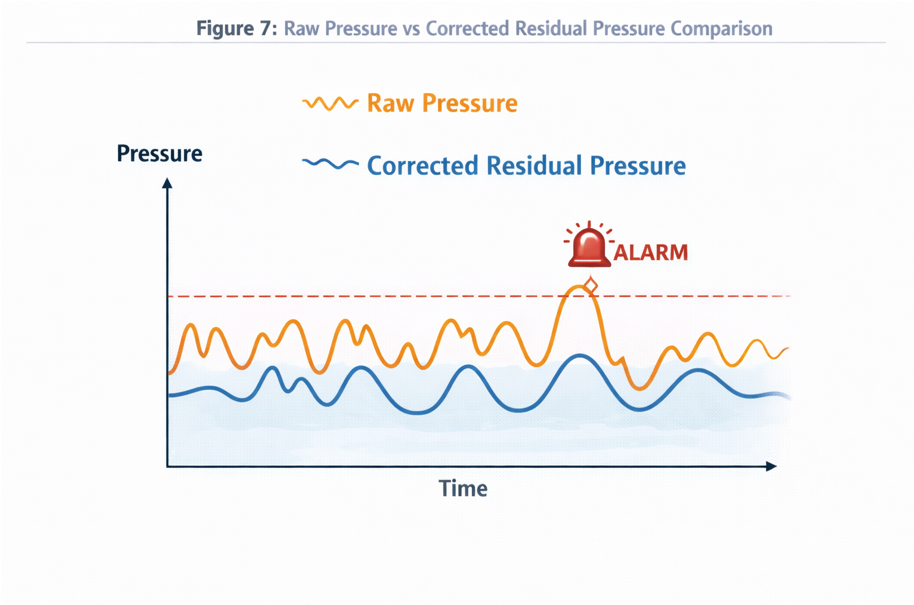 Figure 7: Raw Pressure vs Corrected Residual Pressure Comparison
Raw Pressure
Corrected Residual Pressure
Pressure
ALARM
Time